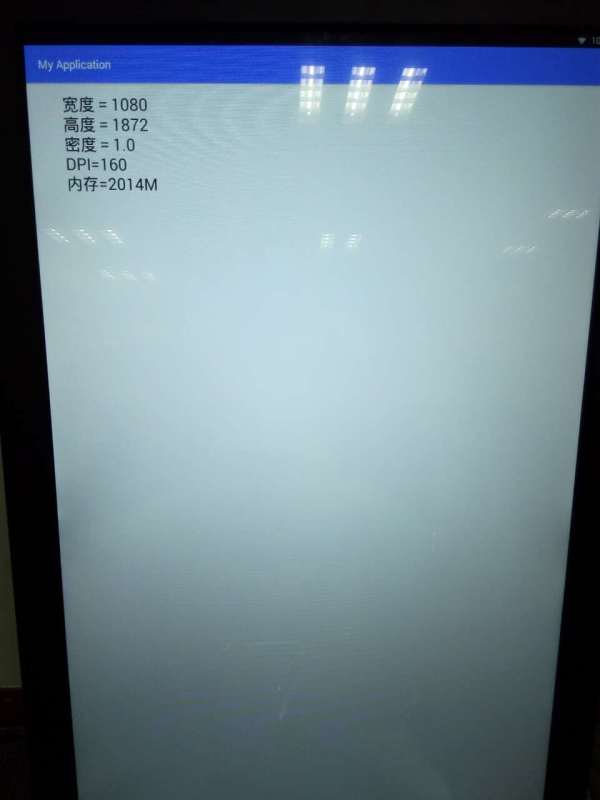 My Application
宽度 = 1080
高度 = 1872
密度 = 1.0
DPI=160
内存=2014M